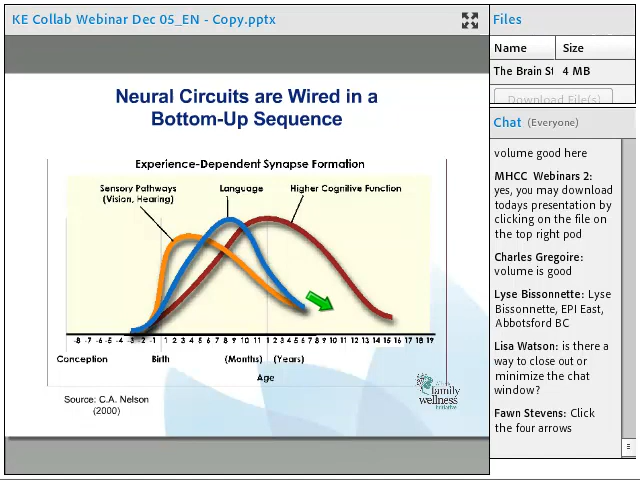 KE Collab Webinar Dec 05_EN - Copy.pptx
Neural Circuits are Wired in a
Bottom-Up Sequence
Experience-Dependent Synapse Formation
Sensory Pathways
(Vision, Hearing)
Language
Higher Cognitive Function
-8 -7 -6 -5 -4 -3 -2 -1 1 2 3 4 5 6 7 8 9 10 11 1 2 3 4 5 6 7 8 9 10 11 12 13 14 15 16 17 18 19
Conception Birth (Months) (Years)
Age
Source: C.A. Nelson
(2000)
family
wellness
initiative
Files
Name Size
The Brain St 4 MB
Download File(s)
Chat (Everyone)
volume good here
MHCC Webinars 2:
yes, you may download
todays presentation by
clicking on the file on
the top right pod
Charles Gregoire:
volume is good
Lyse Bissonnette: Lyse
Bissonnette, EPI East,
Abbotsford BC
Lisa Watson: is there a
way to close out or
minimize the chat
window?
Fawn Stevens: Click
the four arrows